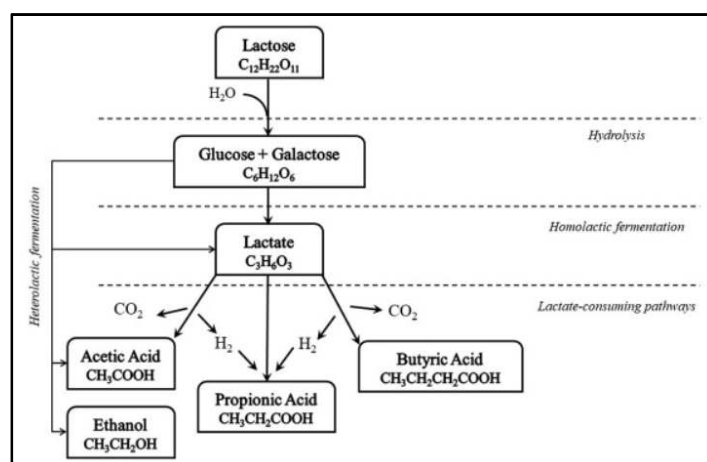 Lactose
C₁₂H₂₂O₁₁
H₂O
Hydrolysis
Glucose + Galactose
C₆H₁₂O₆
Homolactic fermentation
Heterolactic fermentation
Lactate
C₃H₆O₃
Lactate-consuming pathways
CO₂
CO₂
H₂
H₂
Acetic Acid
CH₃COOH
Butyric Acid
CH₃CH₂CH₂COOH
Propionic Acid
CH₃CH₂COOH
Ethanol
CH₃CH₂OH